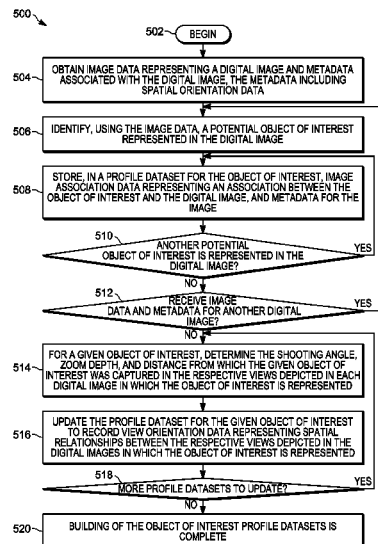 500
502
BEGIN
504
OBTAIN IMAGE DATA REPRESENTING A DIGITAL IMAGE AND METADATA
ASSOCIATED WITH THE DIGITAL IMAGE, THE METADATA INCLUDING
SPATIAL ORIENTATION DATA
506
IDENTIFY, USING THE IMAGE DATA, A POTENTIAL OBJECT OF INTEREST
REPRESENTED IN THE DIGITAL IMAGE
508
STORE, IN A PROFILE DATASET FOR THE OBJECT OF INTEREST, IMAGE
ASSOCIATION DATA REPRESENTING AN ASSOCIATION BETWEEN THE
OBJECT OF INTEREST AND THE DIGITAL IMAGE, AND METADATA FOR THE
IMAGE
510
ANOTHER POTENTIAL
OBJECT OF INTEREST IS REPRESENTED IN THE
DIGITAL IMAGE?
YES
NO
512
RECEIVE IMAGE
DATA AND METADATA FOR ANOTHER DIGITAL
IMAGE?
YES
NO
514
FOR A GIVEN OBJECT OF INTEREST, DETERMINE THE SHOOTING ANGLE,
ZOOM DEPTH, AND DISTANCE FROM WHICH THE GIVEN OBJECT OF
INTEREST WAS CAPTURED IN THE RESPECTIVE VIEWS DEPICTED IN EACH
DIGITAL IMAGE IN WHICH THE OBJECT OF INTEREST IS REPRESENTED
516
UPDATE THE PROFILE DATASET FOR THE GIVEN OBJECT OF INTEREST
TO RECORD VIEW ORIENTATION DATA REPRESENTING SPATIAL
RELATIONSHIPS BETWEEN THE RESPECTIVE VIEWS DEPICTED IN THE
DIGITAL IMAGES IN WHICH THE OBJECT OF INTEREST IS REPRESENTED
518
MORE PROFILE DATASETS TO UPDATE?
YES
NO
520
BUILDING OF THE OBJECT OF INTEREST PROFILE DATASETS IS
COMPLETE